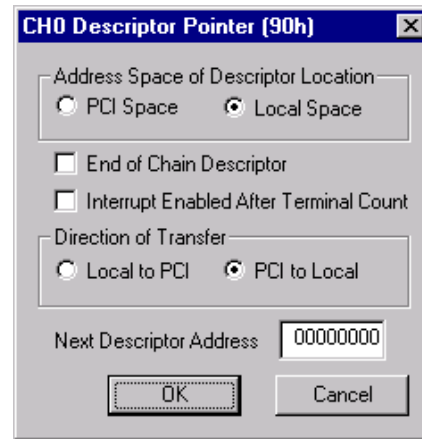 CH0 Descriptor Pointer (90h)
Address Space of Descriptor Location
PCI Space Local Space
End of Chain Descriptor
Interrupt Enabled After Terminal Count
Direction of Transfer
Local to PCI PCI to Local
Next Descriptor Address 00000000
OK Cancel